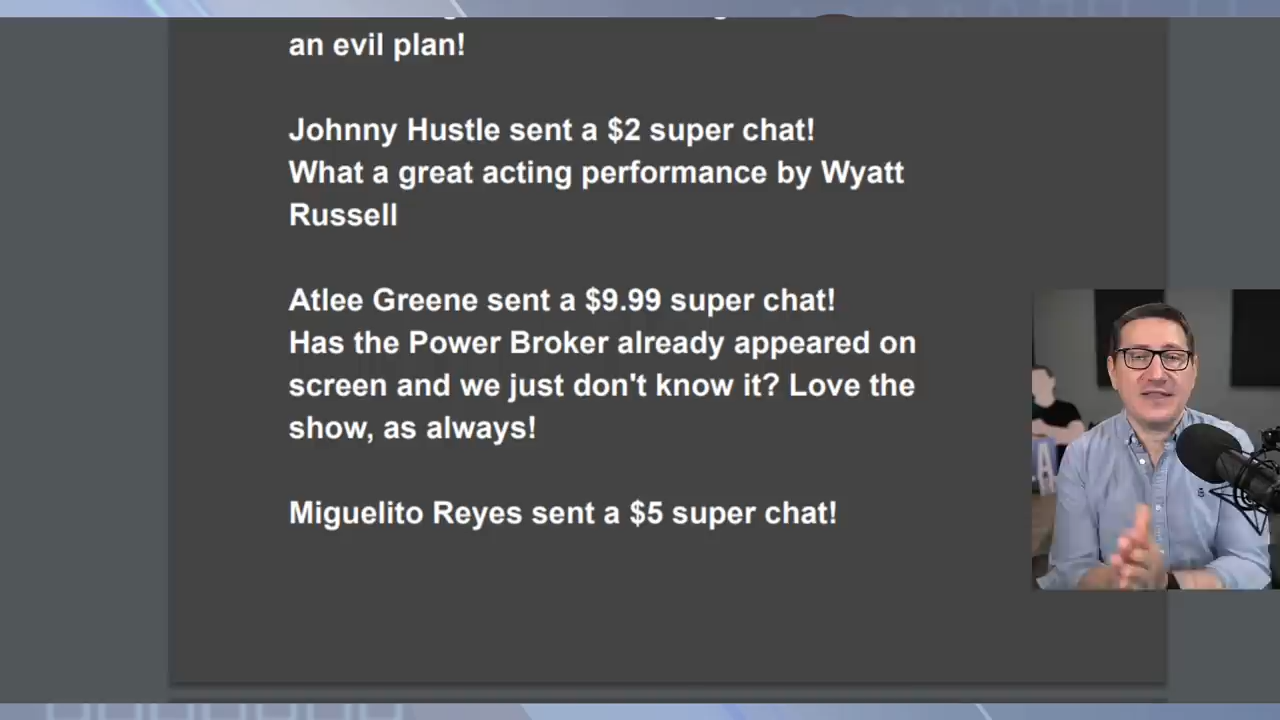 an evil plan!
Johnny Hustle sent a $2 super chat!
What a great acting performance by Wyatt
Russell
Atlee Greene sent a $9.99 super chat!
Has the Power Broker already appeared on
screen and we just don't know it? Love the
show, as always!
Miguelito Reyes sent a $5 super chat!